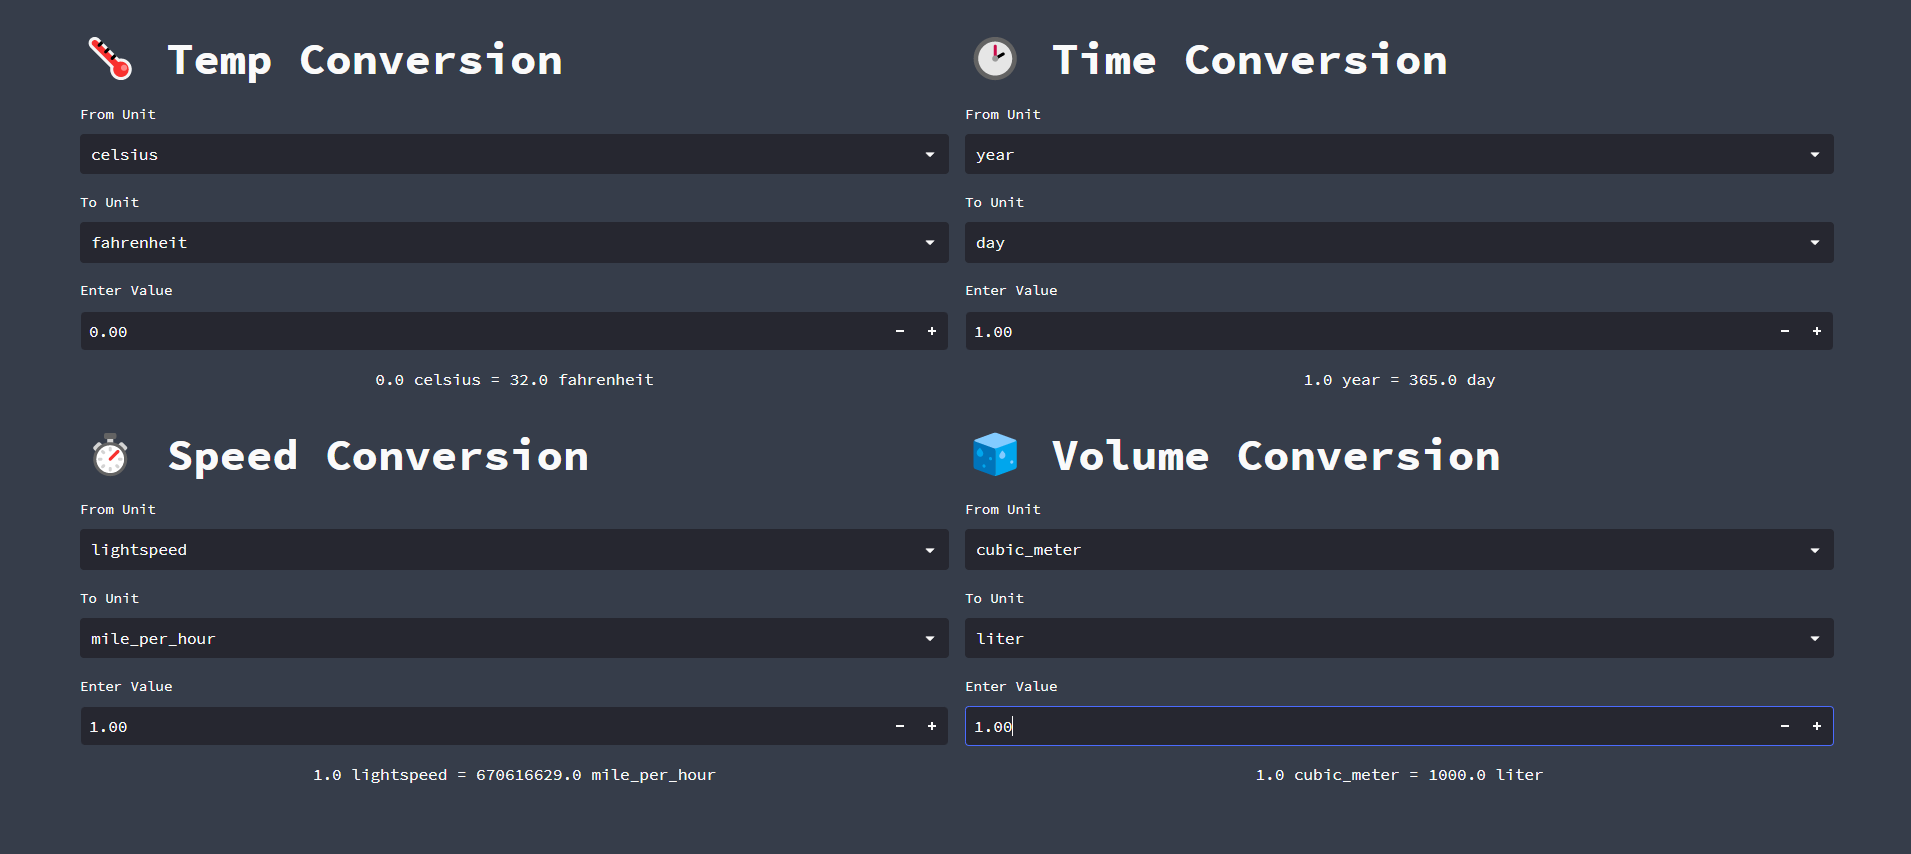 Temp Conversion
From Unit
celsius
To Unit
fahrenheit
Enter Value
0.00 - +
0.0 celsius = 32.0 fahrenheit
Time Conversion
From Unit
year
To Unit
day
Enter Value
1.00 - +
1.0 year = 365.0 day
Speed Conversion
From Unit
lightspeed
To Unit
mile_per_hour
Enter Value
1.00 - +
1.0 lightspeed = 670616629.0 mile_per_hour
Volume Conversion
From Unit
cubic_meter
To Unit
liter
Enter Value
1.00 - +
1.0 cubic_meter = 1000.0 liter